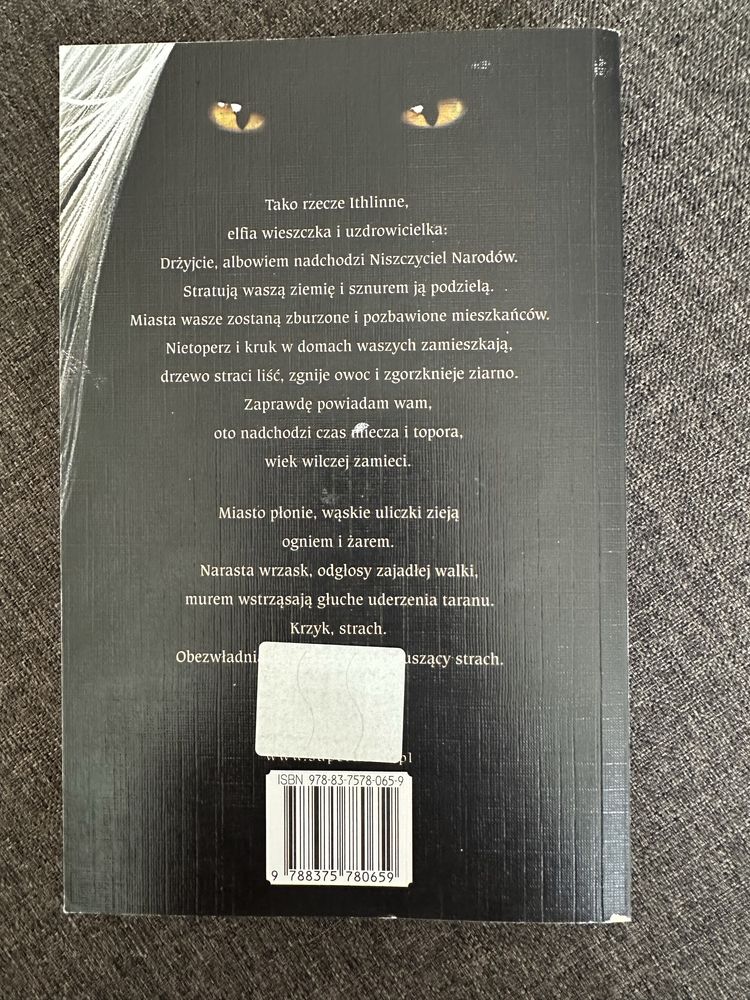 Tako rzecze Ithlinne,
elfia wieszczka i uzdrowicielka:
Drżyjcie, albowiem nadchodzi Niszczyciel Narodów.
Stratują waszą ziemię i sznurem ją podzielą.
Miasta wasze zostaną zburzone i pozbawione mieszkańców.
Nietoperz i kruk w domach waszych zamieszkają,
drzewo straci liść, zgnije owoc i zgorzknieje ziarno.
Zaprawdę powiadam wam,
oto nadchodzi czas miecza i topora,
wiek wilczej zamieci.
Miasto płonie, wąskie uliczki zieją
ogniem i żarem.
Narasta wrzask, odgłosy zajadłej walki,
murem wstrząsają głuche uderzenia taranu.
Krzyk, strach.
strach.
ISBN 978-83-7578-065-9
9 788375 780659